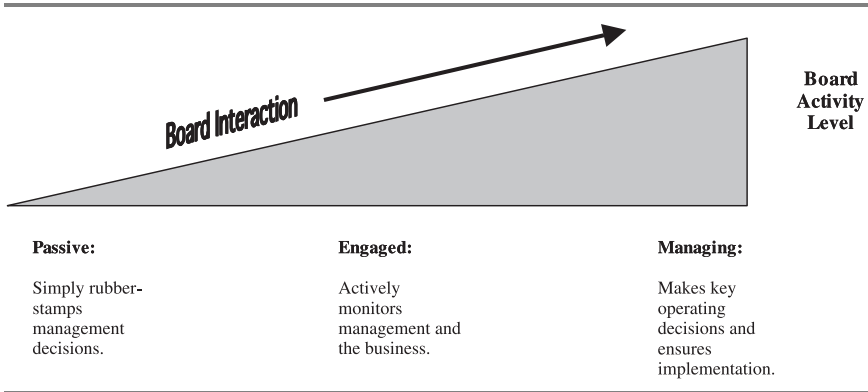 Board Interaction
Board
Activity
Level
Passive:
Simply rubber-
stamps
management
decisions.
Engaged:
Actively
monitors
management and
the business.
Managing:
Makes key
operating
decisions and
ensures
implementation.